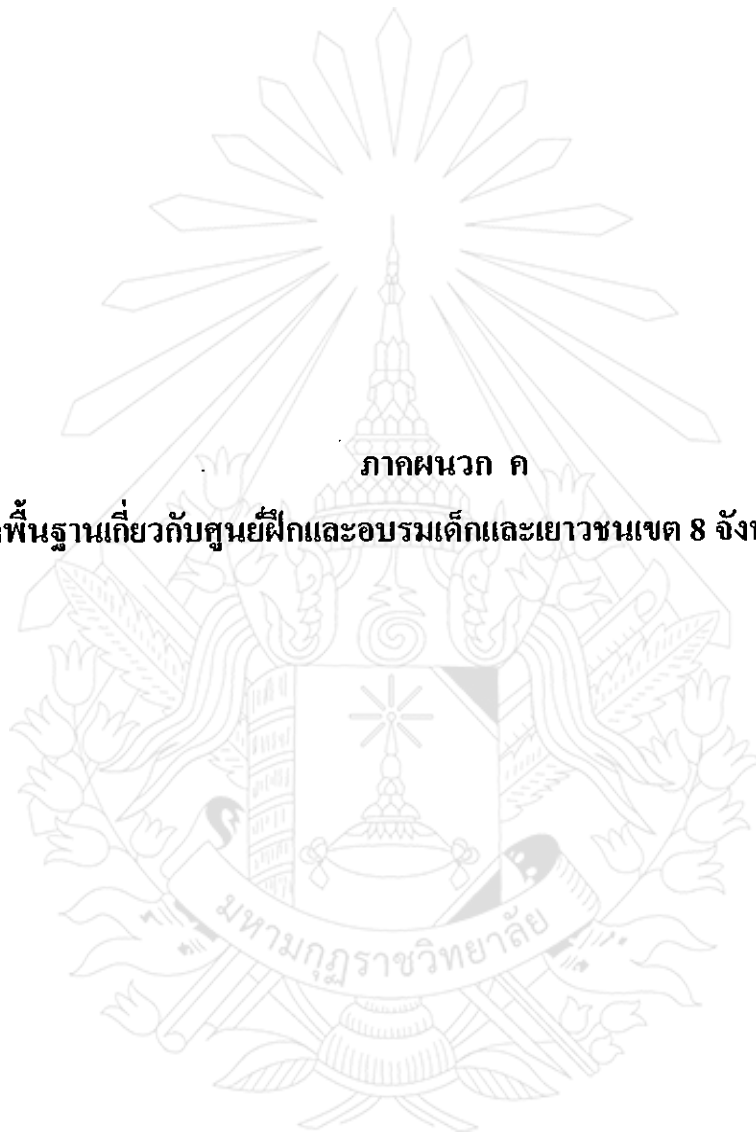 ภาคผนวก ค
พื้นฐานเกี่ยวกับศูนย์ฝึกและอบรมเด็กและเยาวชนเขต 8
มหามกุฏราชวิทยาลัย